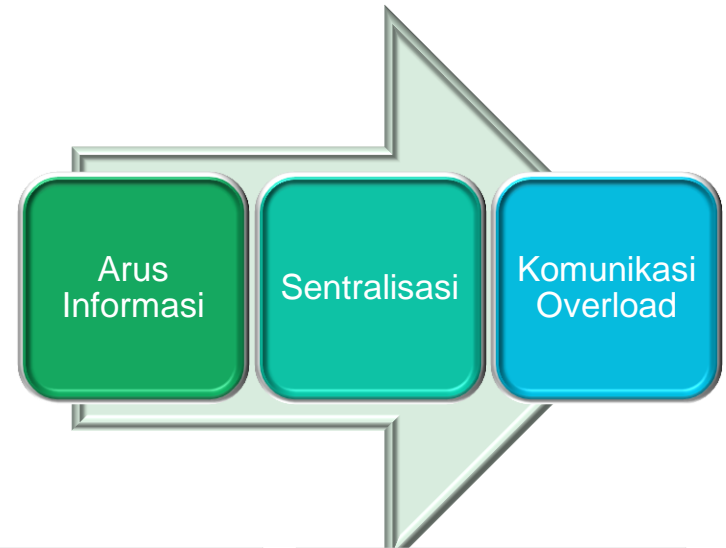 Arus
Informasi
Sentralisasi
Komunikasi
Overload